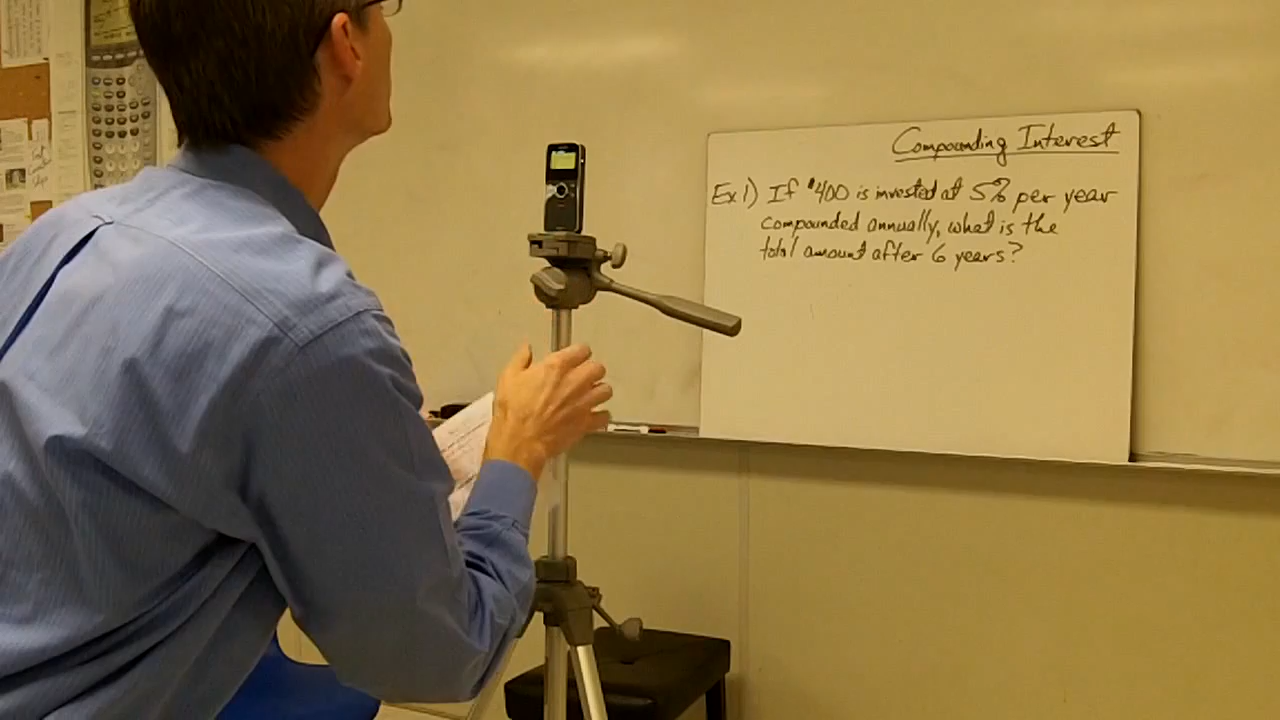 Compounding Interest
Ex 1) If $400 is invested at 5% per year
compounded annually, what is the
total amount after 6 years?